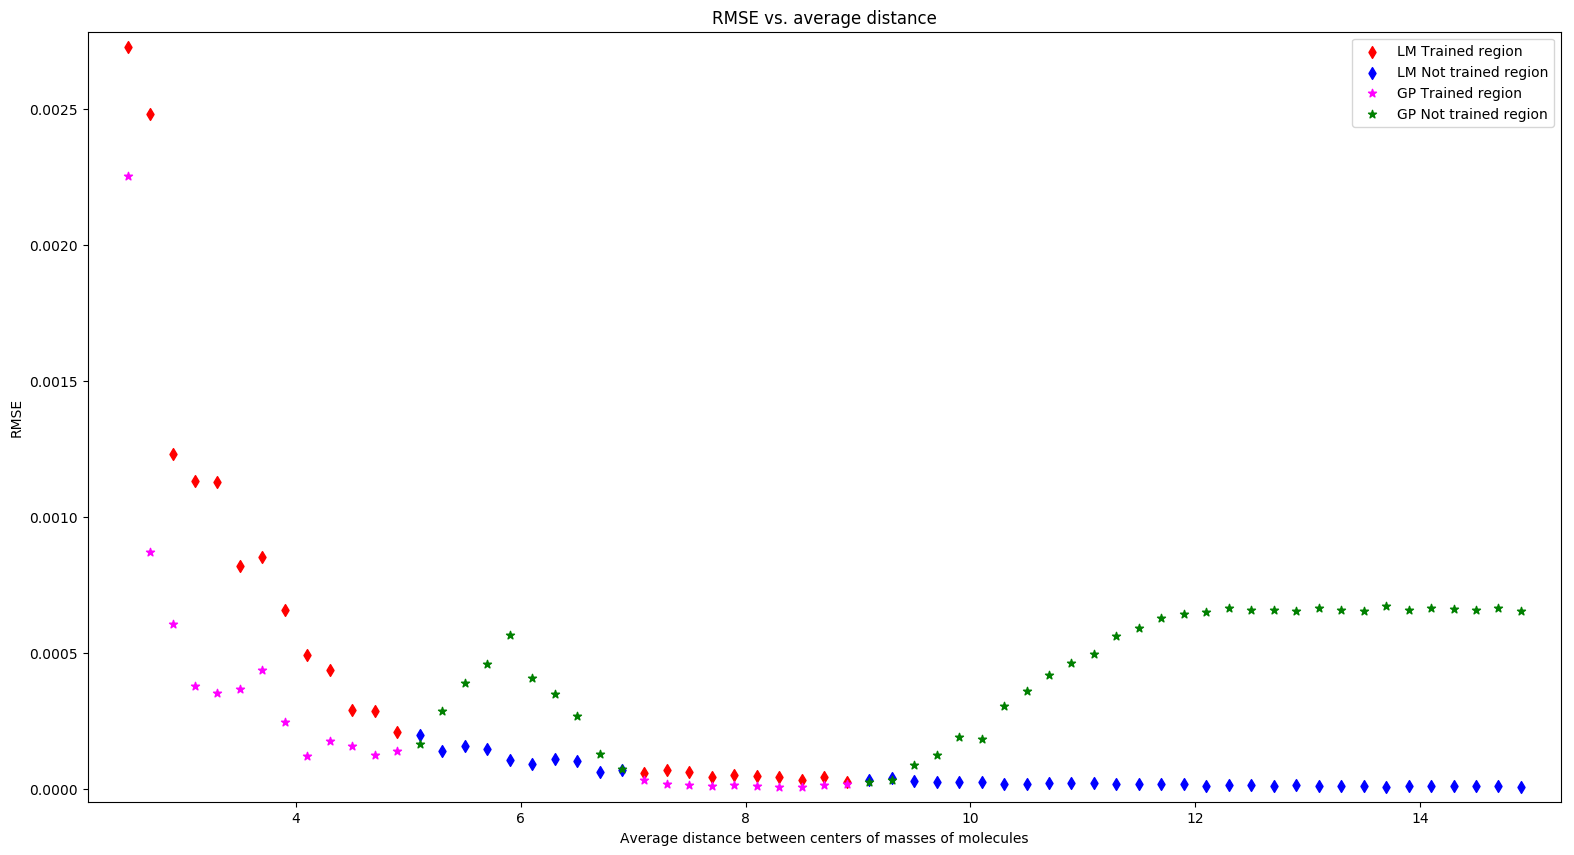 RMSE vs. average distance
LM Trained region
LM Not trained region
GP Trained region
GP Not trained region
RMSE
0.0025
0.0020
0.0015
0.0010
0.0005
0.0000
4
6
8
10
12
14
Average distance between centers of masses of molecules